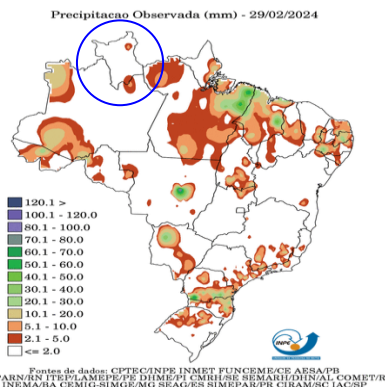 Precipitacao Observada (mm) - 29/02/2024
120.1 >
100.1 - 120.0
80.1 - 100.0
70.1 - 80.0
60.1 - 70.0
50.1 - 60.0
40.1 - 50.0
30.1 - 40.0
20.1 - 30.0
10.1 - 20.0
5.1 - 10.0
2.1 - 5.0
<= 2.0
INPE
Fontes de dados: CPTEC/INPE INMET FUNCEME/CE AESA/PB
PARN/RN ITEP/LAMEPE/PE DHME/PI CMRH/SE SEMARH/DHN/AL COMET/R
INEMA/BA CEMIG-SIMGE/MG SEAG/ES SIMEPAR/PR CIRAM/SC IAC/SP